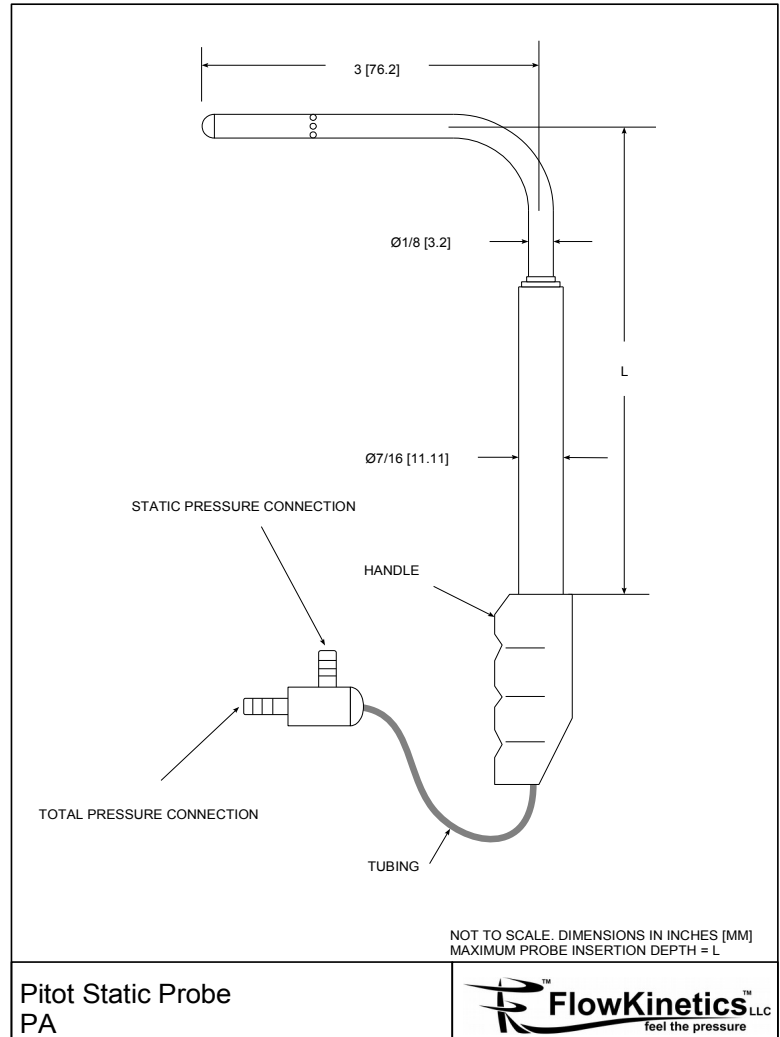 3 [76.2]
Ø1/8 [3.2]
L
Ø7/16 [11.11]
STATIC PRESSURE CONNECTION
HANDLE
TOTAL PRESSURE CONNECTION
TUBING
NOT TO SCALE. DIMENSIONS IN INCHES [MM]
MAXIMUM PROBE INSERTION DEPTH = L
Pitot Static Probe
PA
™ FlowKinetics™ LLC
feel the pressure